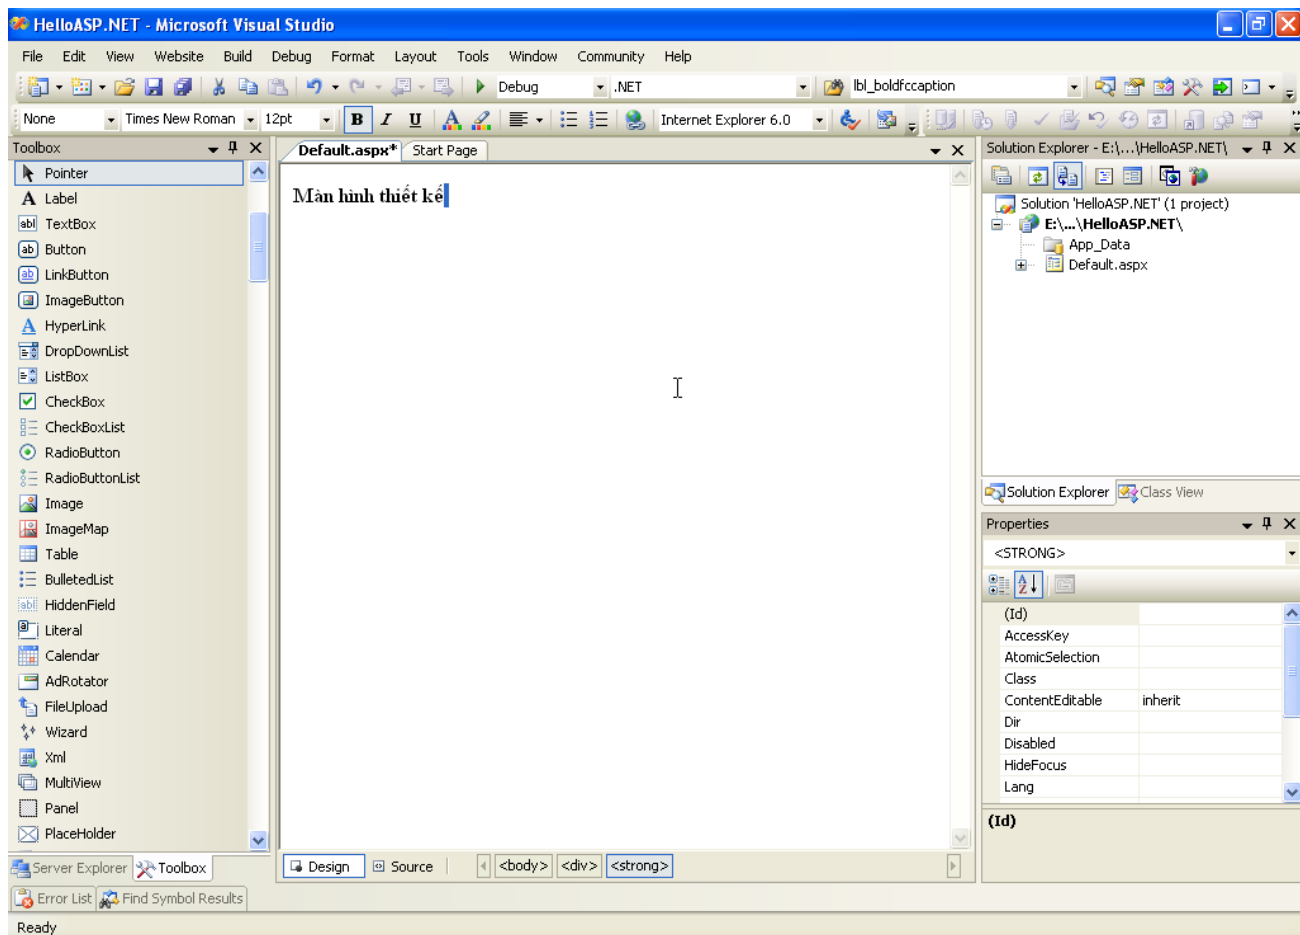 HelloASP.NET - Microsoft Visual Studio
File Edit View Website Build Debug Format Layout Tools Window Community Help
Debug .NET lbl_boldfccaption
None Times New Roman 12pt B I U A Internet Explorer 6.0
Toolbox
Pointer
A Label
abl TextBox
ab Button
ab LinkButton
ImageButton
A HyperLink
DropDownList
ListBox
CheckBox
CheckBoxList
RadioButton
RadioButtonList
Image
ImageMap
Table
BulletedList
abl HiddenField
Literal
Calendar
AdRotator
FileUpload
Wizard
Xml
MultiView
Panel
PlaceHolder
Server Explorer Toolbox
Default.aspx* Start Page
Màn hình thiết kế
Design Source <body> <div> <strong>
Solution Explorer - E:\...\HelloASP.NET\
Solution 'HelloASP.NET' (1 project)
E:\...\HelloASP.NET\
App_Data
Default.aspx
Solution Explorer Class View
Properties
<STRONG>
(Id)
AccessKey
AtomicSelection
Class
ContentEditable inherit
Dir
Disabled
HideFocus
Lang
(Id)
Error List Find Symbol Results
Ready